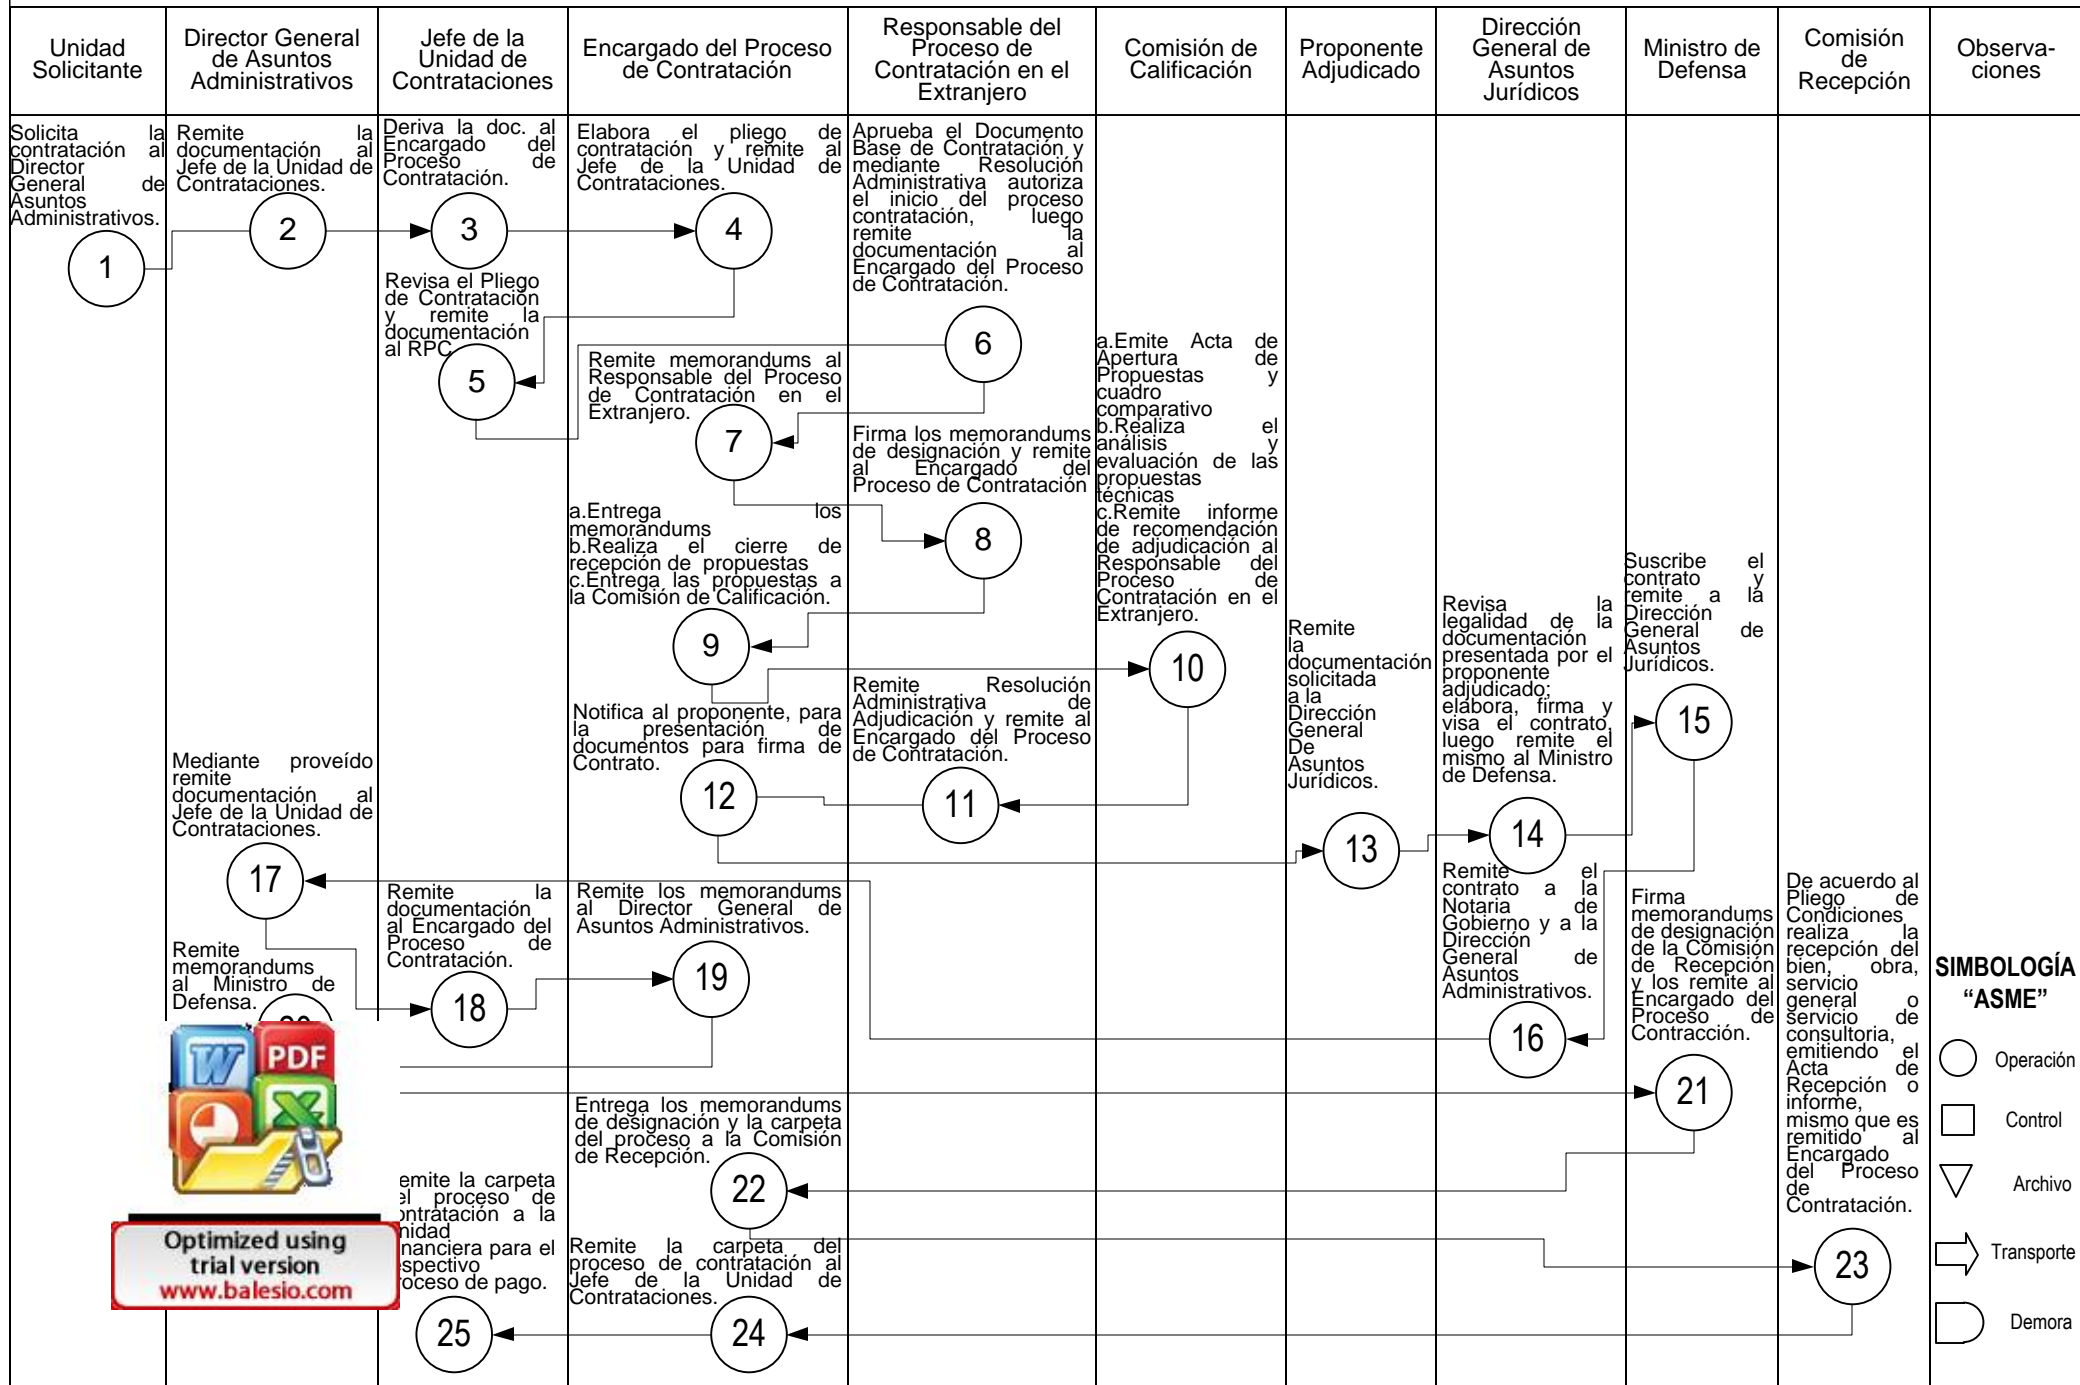 Unidad
Solicitante
Director General
de Asuntos
Administrativos
Jefe de la
Unidad de
Contrataciones
Encargado del Proceso
de Contratación
Responsable del
Proceso de
Contratación en el
Extranjero
Comisión de
Calificación
Proponente
Adjudicado
Dirección
General de
Asuntos
Jurídicos
Ministro de
Defensa
Comisión
de
Recepción
Observa-
ciones
Solicita la
contratación al
Director
General de
Asuntos
Administrativos.
1
Remite la
documentación al
Jefe de la Unidad de
Contrataciones.
2
Deriva la doc. al
Encargado del
Proceso de
Contratación.
3
Elabora el pliego de
contratación y remite al
Jefe de la Unidad de
Contrataciones.
4
Revisa el Pliego
de Contratación
y remite la
documentación
al RPC
5
Aprueba el Documento
Base de Contratación y
mediante Resolución
Administrativa autoriza
el inicio del proceso
contratación, luego
remite la
documentación al
Encargado del Proceso
de Contratación.
6
Remite memorandums al
Responsable del Proceso
de Contratación en el
Extranjero.
7
Firma los memorandums
de designación y remite
al Encargado del
Proceso de Contratación
8
a.Entrega los
memorandums
b.Realiza el cierre de
recepción de propuestas
c.Entrega las propuestas a
la Comisión de Calificación.
9
a.Emite Acta de
Apertura de
Propuestas y
cuadro
comparativo
b.Realiza el
análisis y
evaluación de las
propuestas
técnicas
c.Remite informe
de recomendación
de adjudicación al
Responsable del
Proceso de
Contratación en el
Extranjero.
10
Remite Resolución
Administrativa de
Adjudicación y remite al
Encargado del Proceso
de Contratación.
11
Notifica al proponente, para
la presentación de
documentos para firma de
Contrato.
12
Remite
la
documentación
solicitada
a la
Dirección
General
De
Asuntos
Jurídicos.
13
Revisa la
legalidad de la
documentación
presentada por el
proponente
adjudicado;
elabora, firma y
visa el contrato,
luego remite el
mismo al Ministro
de Defensa.
14
Suscribe el
contrato y
remite a la
Dirección
General de
Asuntos
Jurídicos.
15
Remite el
contrato a la
Notaria de
Gobierno y a la
Dirección
General de
Asuntos
Administrativos.
16
Mediante proveído
remite
documentación al
Jefe de la Unidad de
Contrataciones.
17
Remite la
documentación
al Encargado del
Proceso de
Contratación.
18
Remite los memorandums
al Director General de
Asuntos Administrativos.
19
Remite
memorandums
al Ministro de
Defensa.
Firma
memorandums
de designación
de la Comisión
de Recepción
y los remite al
Encargado del
Proceso de
Contracción.
21
Entrega los memorandums
de designación y la carpeta
del proceso a la Comisión
de Recepción.
22
De acuerdo al
Pliego de
Condiciones
realiza la
recepción del
bien, obra,
servicio
general o
servicio de
consultoria,
emitiendo el
Acta de
Recepción o
informe,
mismo que es
remitido al
Encargado
del Proceso
de
Contratación.
23
Remite la carpeta del
proceso de contratación al
Jefe de la Unidad de
Contrataciones.
24
emite la carpeta
el proceso de
ontratación a la
nidad
nanciera para el
espectivo
roceso de pago.
25
SIMBOLOGÍA
“ASME”
Operación
Control
Archivo
Transporte
Demora
W PDF
X
Optimized using
trial version
www.balesio.com